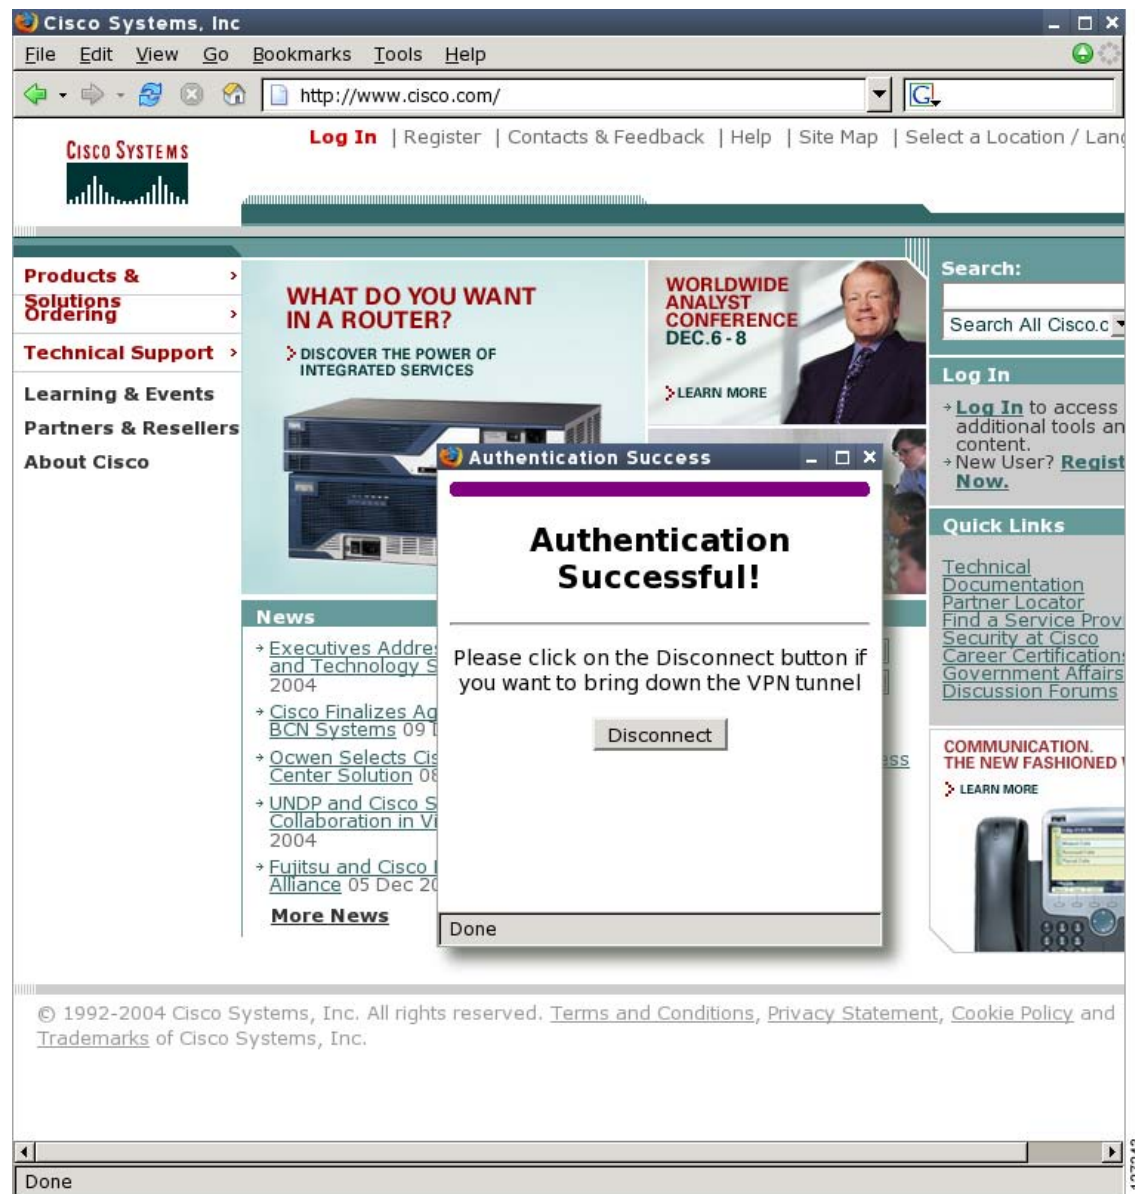 Cisco Systems, Inc
File Edit View Go Bookmarks Tools Help
http://www.cisco.com/
G
CISCO SYSTEMS
Log In | Register | Contacts & Feedback | Help | Site Map | Select a Location / Lang
Products &
Solutions
Ordering
Technical Support
Learning & Events
Partners & Resellers
About Cisco
WHAT DO YOU WANT
IN A ROUTER?
DISCOVER THE POWER OF
INTEGRATED SERVICES
WORLDWIDE
ANALYST
CONFERENCE
DEC.6 - 8
LEARN MORE
Search:
Search All Cisco.c
Log In
Log In to access
additional tools an
content.
New User? Regist
Now.
Quick Links
Technical
Documentation
Partner Locator
Find a Service Prov
Security at Cisco
Career Certifications
Government Affairs
Discussion Forums
COMMUNICATION.
THE NEW FASHIONED
LEARN MORE
News
Executives Addre
and Technology S
2004
Cisco Finalizes Ag
BCN Systems 09
Ocwen Selects Cis
Center Solution 08
UNDP and Cisco S
Collaboration in Vi
2004
Fujitsu and Cisco
Alliance 05 Dec 20
More News
ess
Authentication Success
Authentication
Successful!
Please click on the Disconnect button if
you want to bring down the VPN tunnel
Disconnect
Done
© 1992-2004 Cisco Systems, Inc. All rights reserved. Terms and Conditions, Privacy Statement, Cookie Policy and
Trademarks of Cisco Systems, Inc.
Done